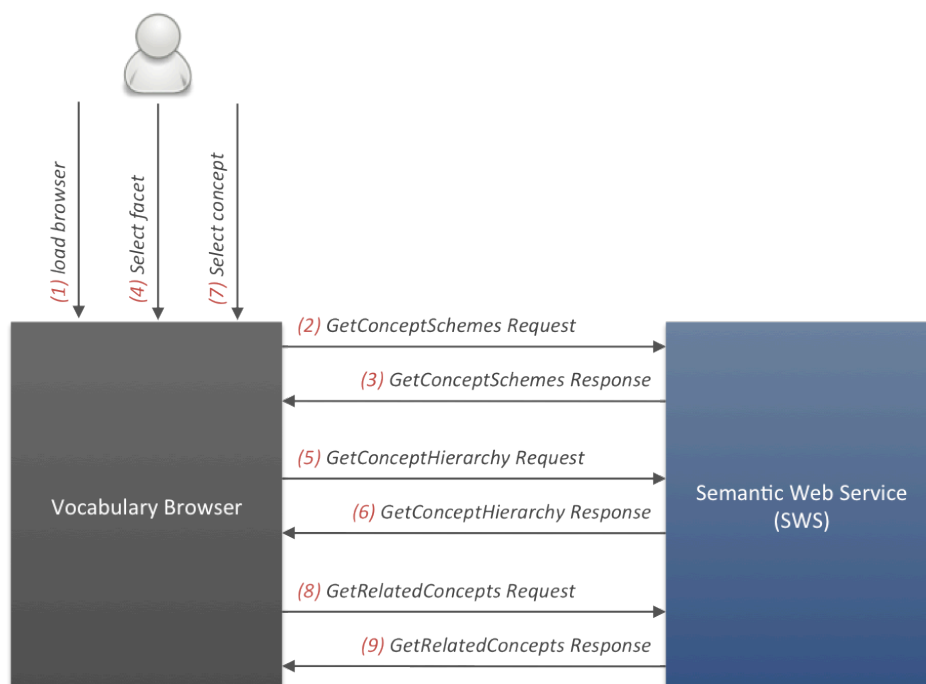 (1) load browser
(4) Select facet
(7) Select concept
(2) GetConceptSchemes Request
(3) GetConceptSchemes Response
(5) GetConceptHierarchy Request
(6) GetConceptHierarchy Response
(8) GetRelatedConcepts Request
(9) GetRelatedConcepts Response
Vocabulary Browser
Semantic Web Service
(SWS)